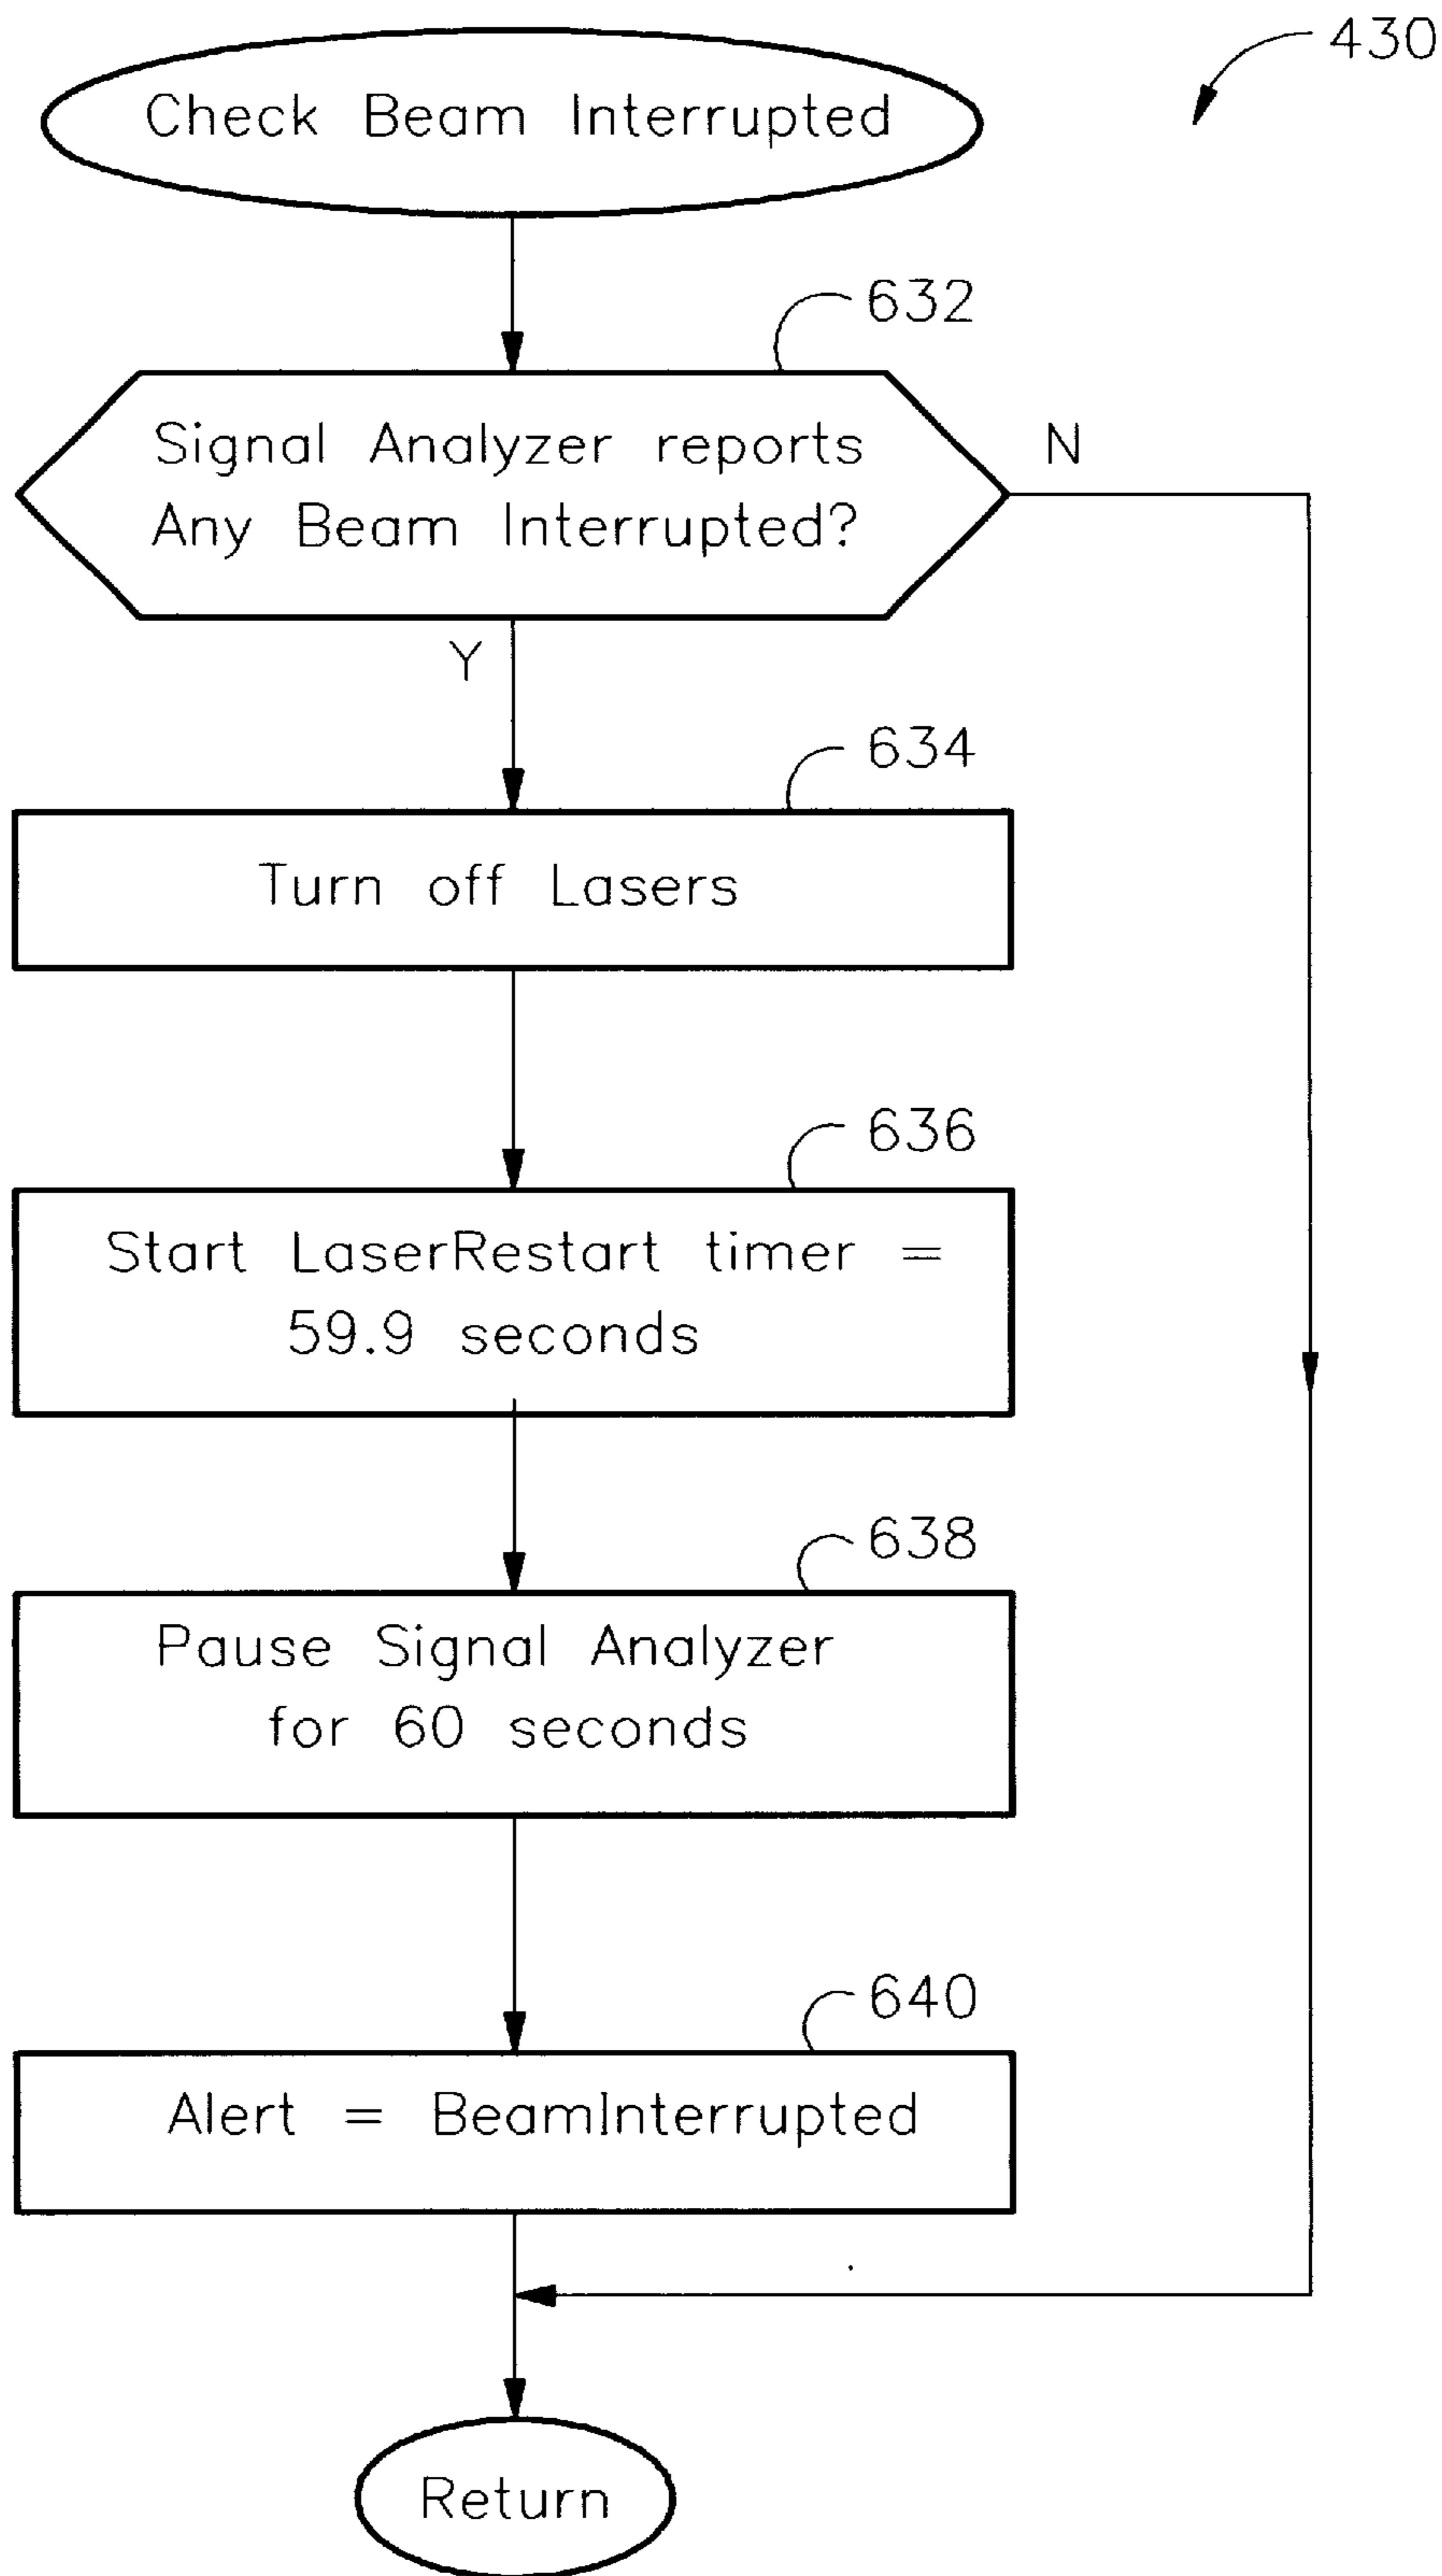 430
Check Beam Interrupted
632
Signal Analyzer reports
Any Beam Interrupted?
N
Y
634
Turn off Lasers
636
Start LaserRestart timer =
59.9 seconds
638
Pause Signal Analyzer
for 60 seconds
640
Alert = BeamInterrupted
Return